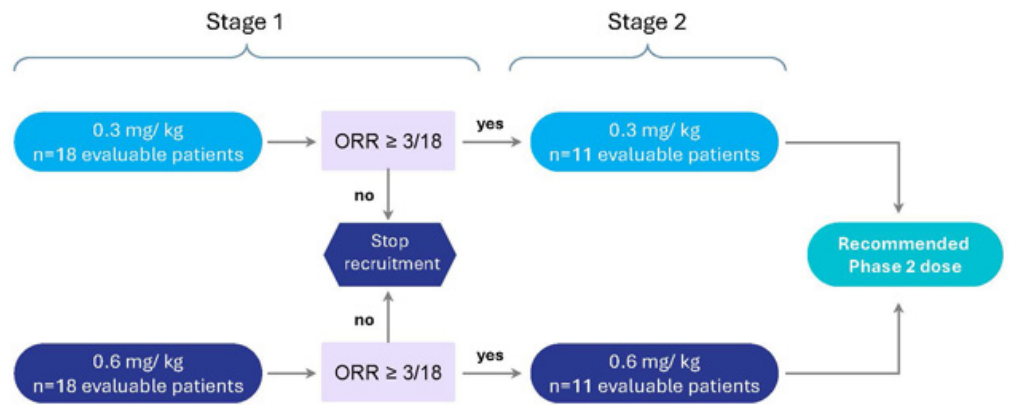 Stage 1
Stage 2
0.3 mg/ kg
n=18 evaluable patients
ORR ≥ 3/18
yes
0.3 mg/ kg
n=11 evaluable patients
no
Stop
recruitment
Recommended
Phase 2 dose
no
0.6 mg/ kg
n=18 evaluable patients
ORR ≥ 3/18
yes
0.6 mg/ kg
n=11 evaluable patients